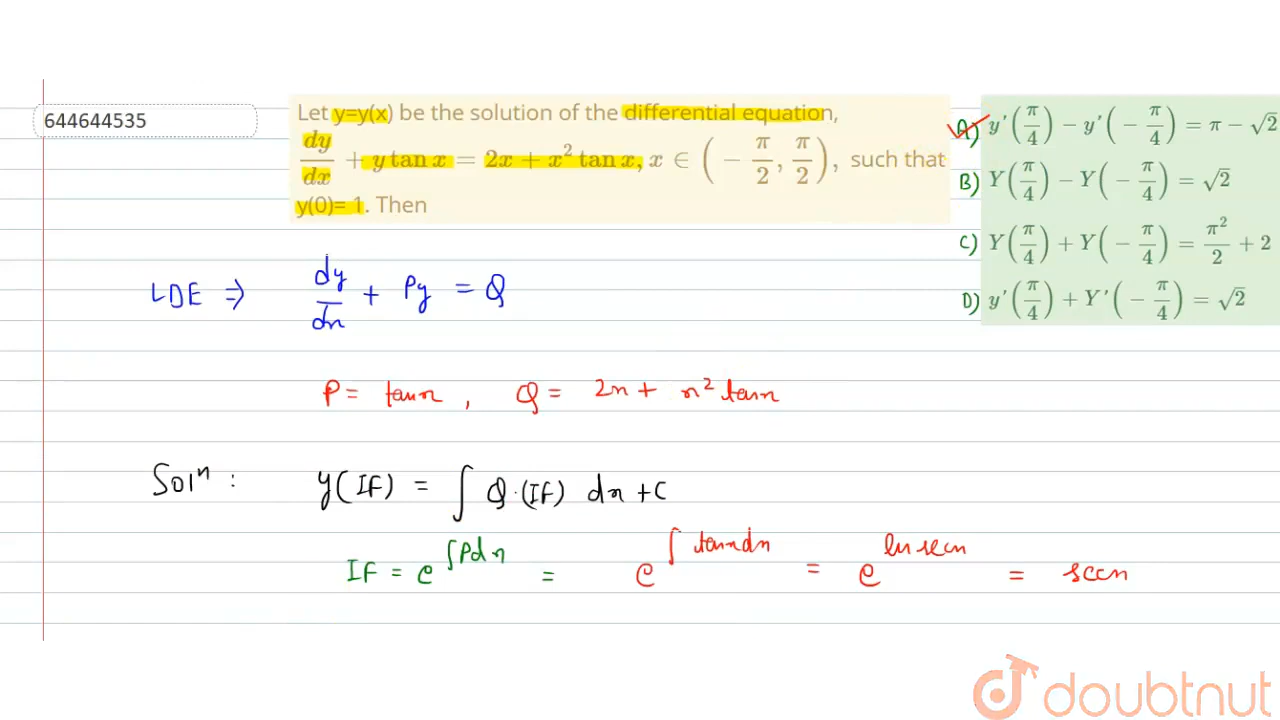 644644535
Let y=y(x) be the solution of the differential equation,
dy/dx + y tan x = 2x + x² tan x, x ∈ (−π/2, π/2), such that
y(0)= 1. Then
A) y'(π/4) − y'(−π/4) = π − √2
B) Y(π/4) − Y(−π/4) = √2
C) Y(π/4) + Y(−π/4) = π²/2 + 2
D) y'(π/4) + Y'(−π/4) = √2
LDE ⇒ dy/dx + Py = Q
P = tanx , Q = 2x + x² tanx
Solⁿ : y(IF) = ∫ Q·(IF) dx + C
IF = e^∫Pdx = e^∫tanxdx = e^ln secx = secx
doubtnut